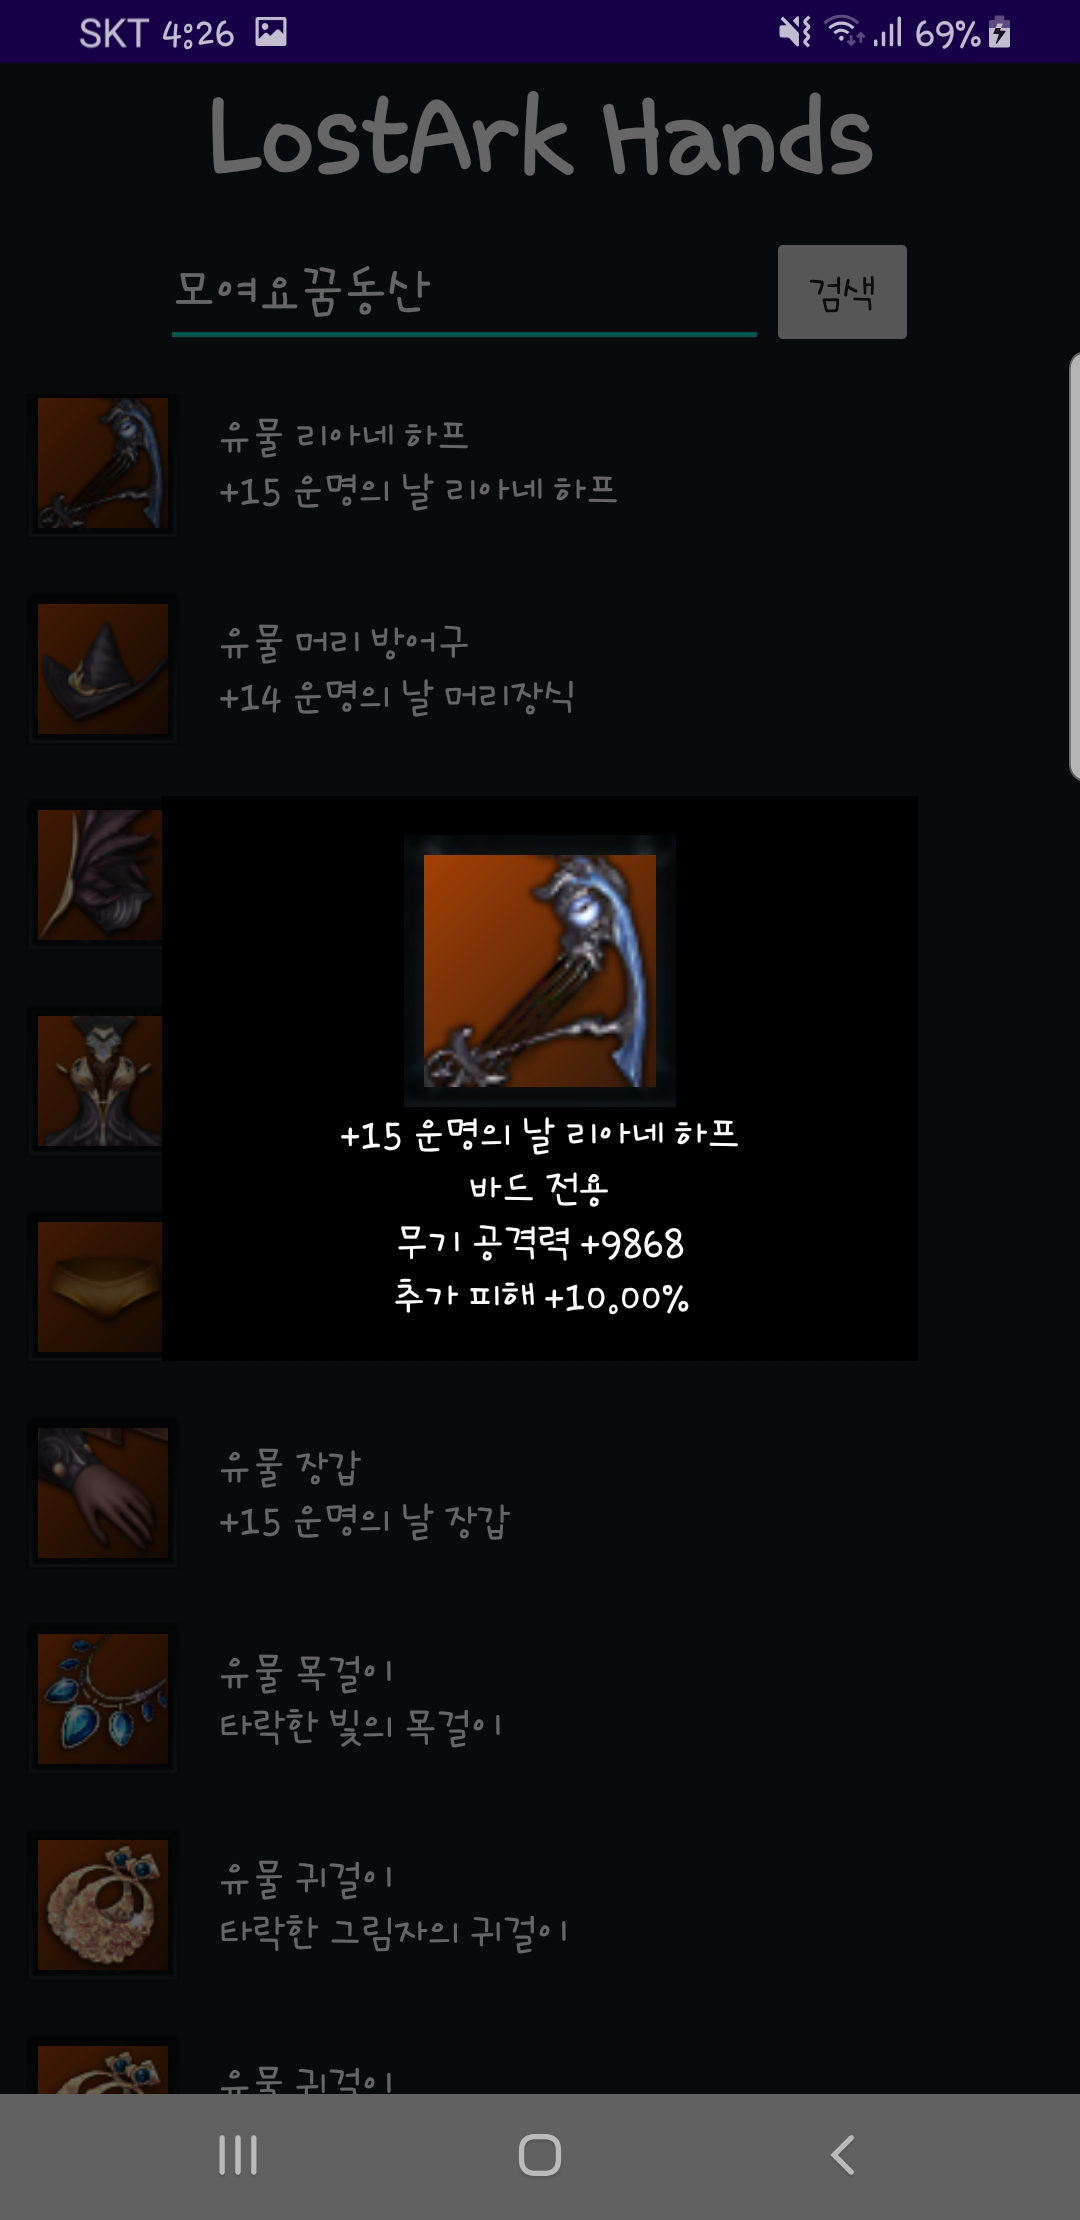 SKT 4:26 69%
LostArk Hands
모여요꿈동산
검색
유물 리아네 하프
+15 운명의 날 리아네 하프
유물 머리 방어구
+14 운명의 날 머리장식
+15 운명의 날 리아네 하프
바드 전용
무기 공격력 +9868
추가 피해 +10.00%
유물 장갑
+15 운명의 날 장갑
유물 목걸이
타락한 빛의 목걸이
유물 귀걸이
타락한 그림자의 귀걸이
유물 귀걸이